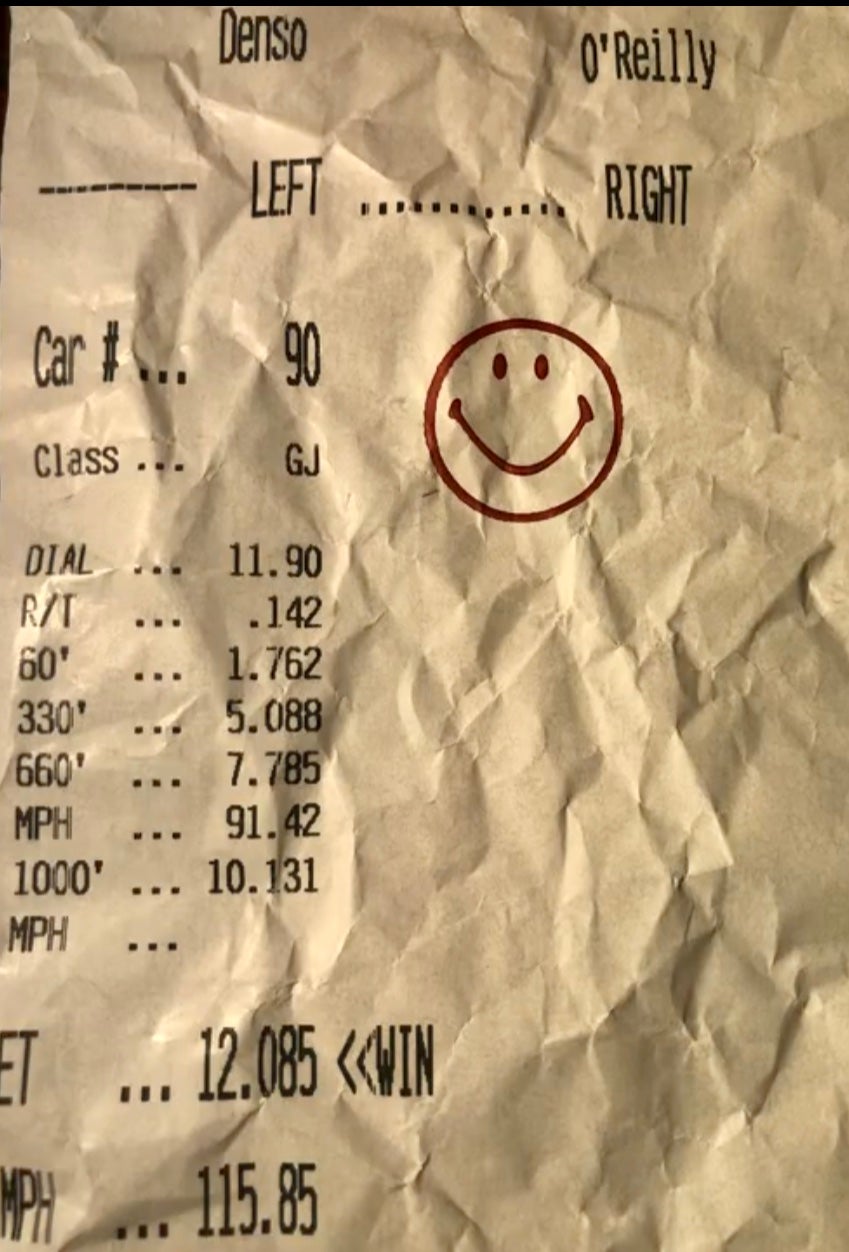 Denso O'Reilly
--------- LEFT ............ RIGHT
Car # ... 90
Class ... GJ
DIAL ... 11.90
R/T ... .142
60' ... 1.762
330' ... 5.088
660' ... 7.785
MPH ... 91.42
1000' ... 10.131
MPH ...
ET ... 12.085 <<WIN
MPH ... 115.85